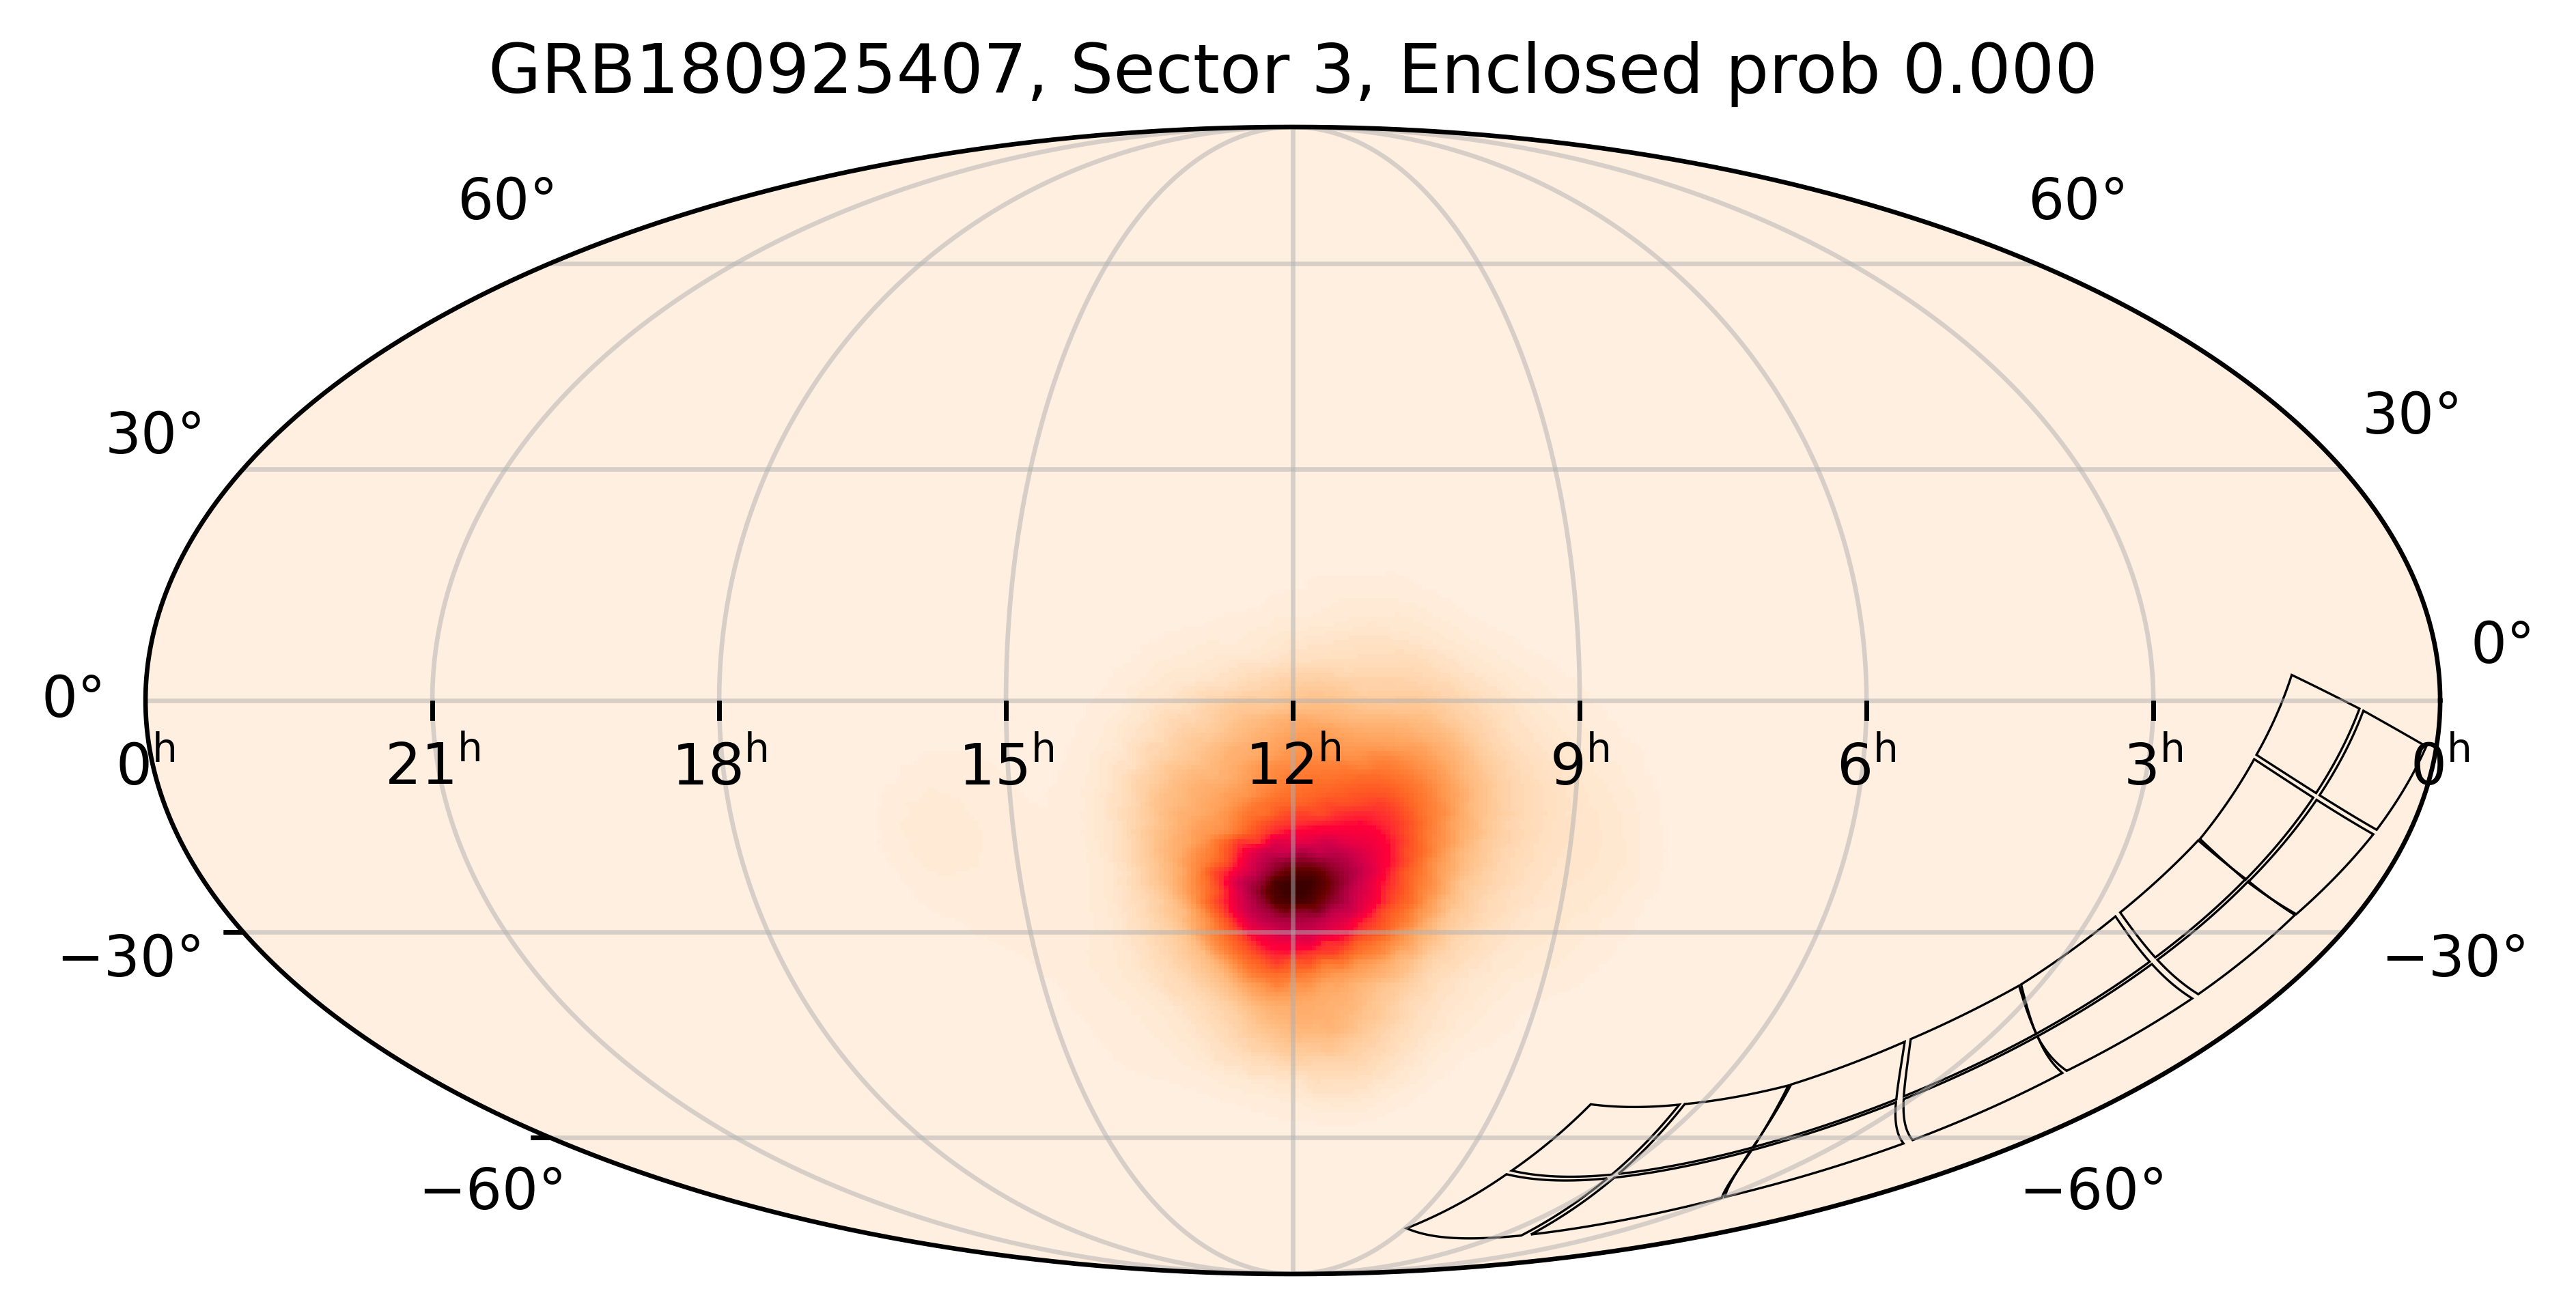 GRB180925407, Sector 3, Enclosed prob 0.000
60° 60°
30° 30°
0° 0°
0ʰ 21ʰ 18ʰ 15ʰ 12ʰ 9ʰ 6ʰ 3ʰ 0ʰ
−30° −30°
−60° −60°